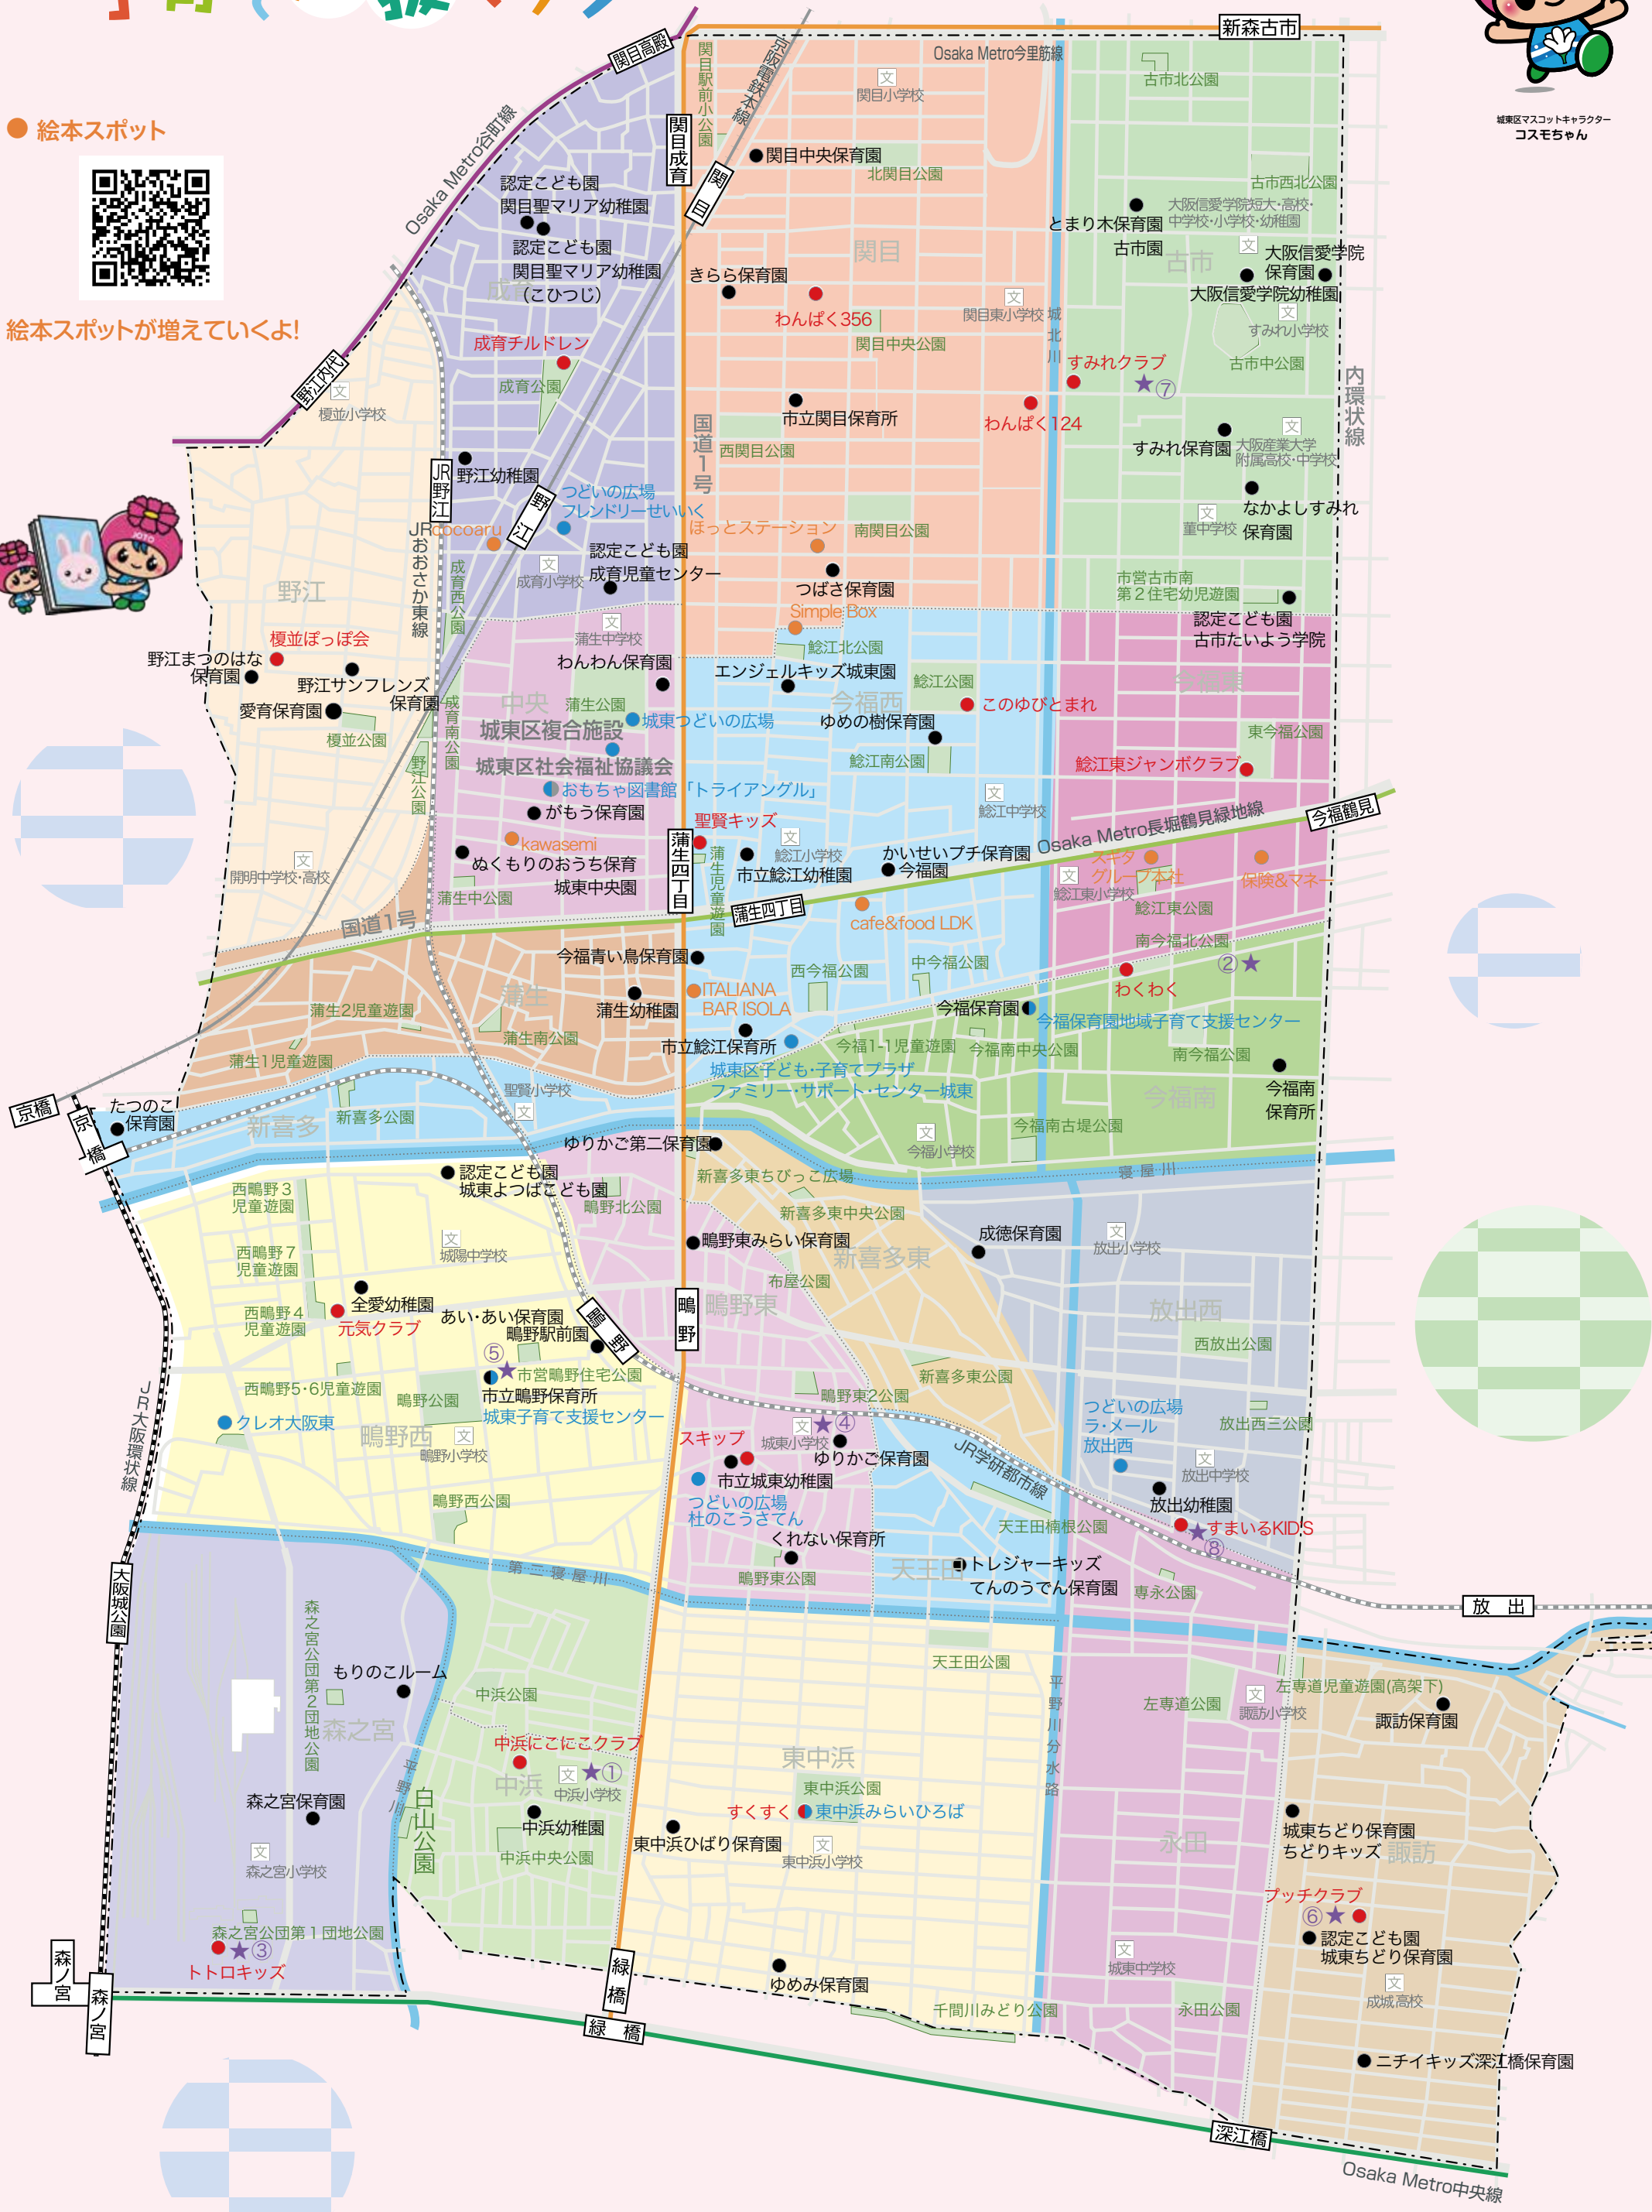 新森古市
関目高殿
Osaka Metro今里筋線
京阪電鉄本線
関目駅前小公園
関目小学校
古市北公園
城東区マスコットキャラクター
コスモちゃん
絵本スポット
Osaka Metro谷町線
関目成育
関目
関目中央保育園
北関目公園
古市西北公園
認定こども園
関目聖マリア幼稚園
認定こども園
関目聖マリア幼稚園
(こひつじ)
成育
とまり木保育園
古市園
大阪信愛学院短大・高校・
中学校・小学校・幼稚園
関目
古市
大阪信愛学院
保育園
大阪信愛学院幼稚園
きらら保育園
わんぱく356
関目東小学校
城北川
すみれ小学校
絵本スポットが増えていくよ!
成育チルドレン
関目中央公園
すみれクラブ
⑦
古市中公園
野江内代
榎並小学校
成育公園
内環状線
国道1号
市立関目保育所
わんぱく124
西関目公園
すみれ保育園
大阪産業大学
附属高校・中学校
JR野江
野江幼稚園
野江
つどいの広場
フレンドリーせいいく
ほっとステーション
南関目公園
菫中学校
なかよしすみれ
保育園
JRおおさか東線
cocoaru
成育西公園
成育小学校
認定こども園
成育児童センター
つばさ保育園
市営古市南
第2住宅幼児遊園
野江
Simple Box
認定こども園
古市たいよう学院
榎並ぽっぽ会
野江まつのはな
保育園
野江サンフレンズ
保育園
愛育保育園
榎並公園
蒲生中学校
わんわん保育園
中央
蒲生公園
城東区複合施設
城東つどいの広場
鯰江北公園
エンジェルキッズ城東園
今福西
鯰江公園
このゆびとまれ
ゆめの樹保育園
今福東
東今福公園
成育南公園
野江公園
城東区社会福祉協議会
おもちゃ図書館「トライアングル」
鯰江南公園
鯰江東ジャンボクラブ
がもう保育園
聖賢キッズ
鯰江中学校
Osaka Metro長堀鶴見緑地線
今福鶴見
kawasemi
ぬくもりのおうち保育
城東中央園
蒲生四丁目
蒲生児童遊園
鯰江小学校
市立鯰江幼稚園
かいせいプチ保育園
今福園
スギタ
グループ本社
保険&マネー
開明中学校・高校
蒲生中公園
蒲生四丁目
cafe&food LDK
鯰江東小学校
鯰江東公園
国道1号
南今福北公園
今福青い鳥保育園
西今福公園
中今福公園
②
蒲生
蒲生幼稚園
ITALIANA
BAR ISOLA
わくわく
蒲生2児童遊園
蒲生南公園
今福保育園
今福保育園地域子育て支援センター
市立鯰江保育所
今福1-1児童遊園
今福南中央公園
南今福公園
蒲生1児童遊園
城東区子ども・子育てプラザ
ファミリー・サポート・センター城東
今福南
今福南
保育所
京橋
京橋
たつのこ
保育園
新喜多
新喜多公園
聖賢小学校
今福南古堤公園
ゆりかご第二保育園
今福小学校
寝屋川
認定こども園
城東よつばこども園
新喜多東ちびっこ広場
西鴫野3
児童遊園
鴫野北公園
新喜多東中央公園
城陽中学校
鴫野東みらい保育園
新喜多東
成徳保育園
放出小学校
西鴫野7
児童遊園
布屋公園
全愛幼稚園
西鴫野4
児童遊園
元気クラブ
あい・あい保育園
鴫野駅前園
鴫野
鴫野
鴫野東
放出西
西放出公園
⑤
市営鴫野住宅公園
西鴫野5・6児童遊園
鴫野公園
市立鴫野保育所
城東子育て支援センター
新喜多東公園
鴫野東2公園
クレオ大阪東
JR大阪環状線
鴫野西
鴫野小学校
スキップ
城東小学校
④
ゆりかご保育園
つどいの広場
ラ・メール
放出西
放出西三公園
市立城東幼稚園
JR学研都市線
放出中学校
鴫野西公園
つどいの広場
杜のこうさてん
放出幼稚園
天王田楠根公園
すまいるKID'S
⑧
くれない保育所
第二寝屋川
鴫野東公園
天王田
トレジャーキッズ
てんのうでん保育園
専永公園
大阪城公園
放出
森之宮公団第2団地公園
もりのこルーム
中浜公園
天王田公園
左専道児童遊園(高架下)
左専道公園
諏訪小学校
諏訪保育園
森之宮
平野川
中浜にこにこクラブ
①
中浜
中浜小学校
東中浜
平野川分水路
東中浜公園
すくすく
東中浜みらいひろば
森之宮保育園
白山公園
中浜幼稚園
東中浜ひばり保育園
永田
城東ちどり保育園
ちどりキッズ
諏訪
森之宮小学校
中浜中央公園
東中浜小学校
プッチクラブ
⑥
森之宮公団第1団地公園
③
トトロキッズ
認定こども園
城東ちどり保育園
城東中学校
森ノ宮
森ノ宮
緑橋
ゆめみ保育園
成城高校
千間川みどり公園
永田公園
緑橋
ニチイキッズ深江橋保育園
深江橋
Osaka Metro中央線